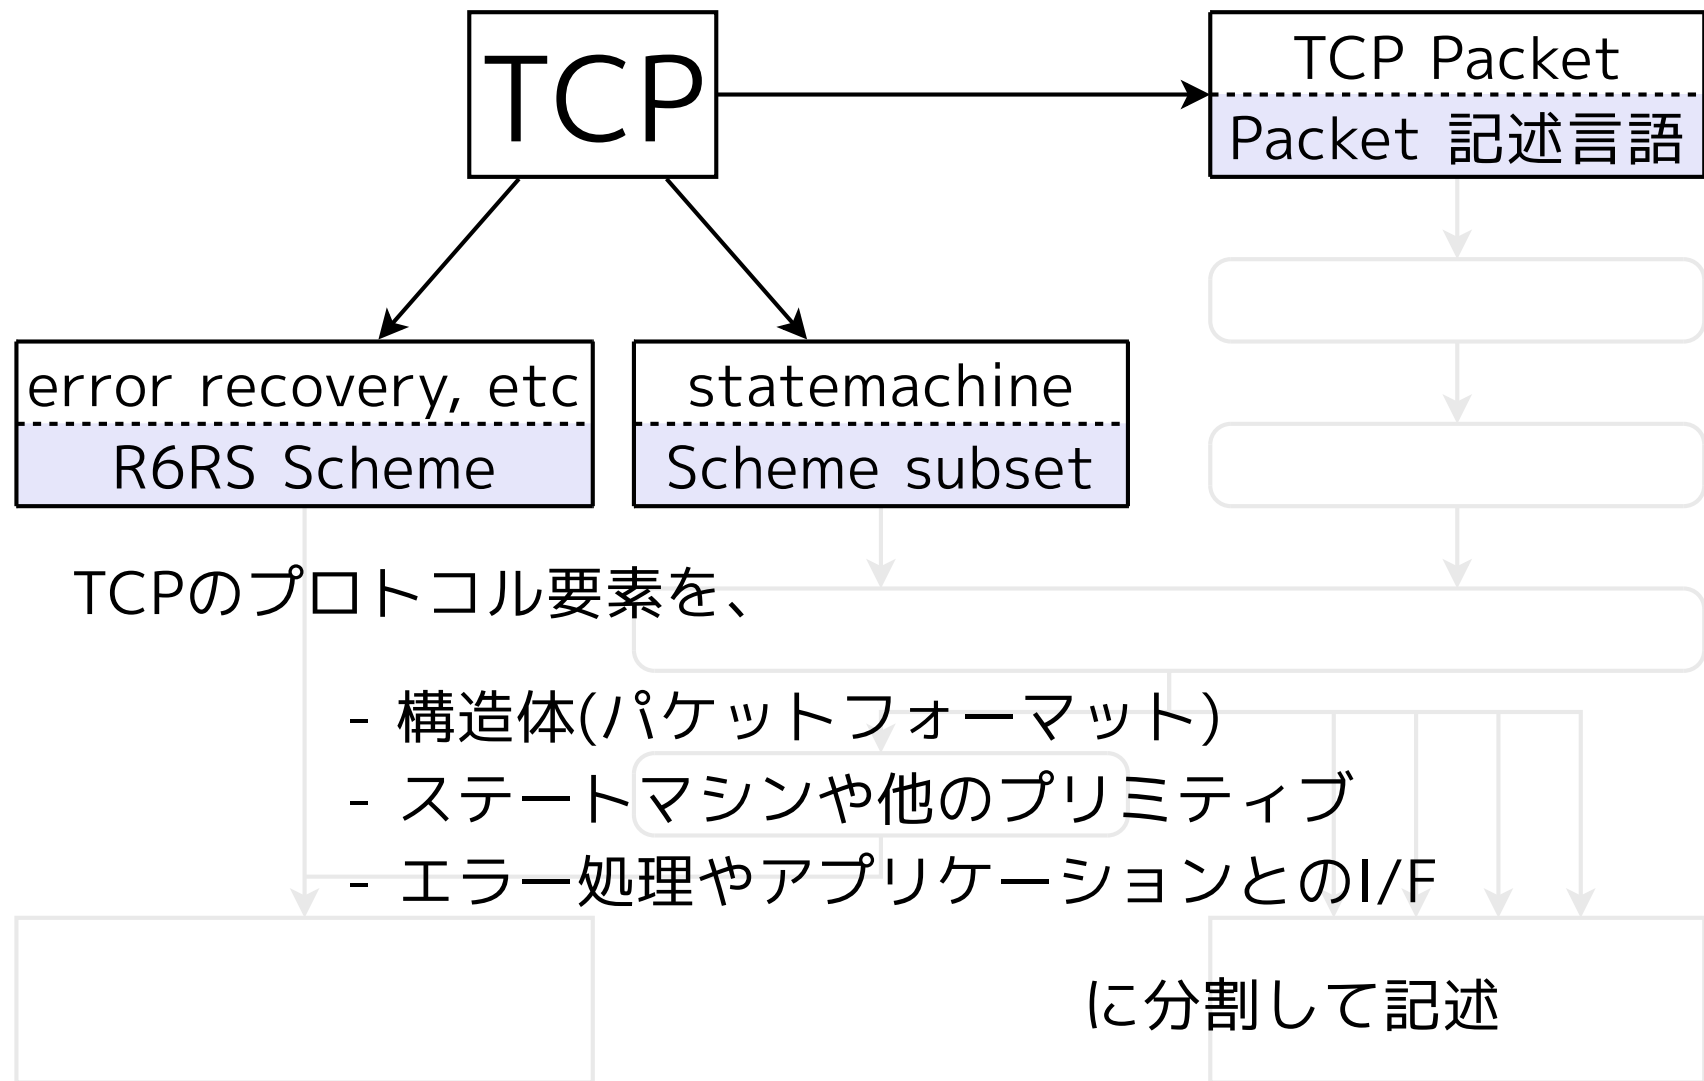 TCP
TCP Packet
Packet 記述言語
error recovery, etc
R6RS Scheme
statemachine
Scheme subset
TCPのプロトコル要素を、
- 構造体(パケットフォーマット)
- ステートマシンや他のプリミティブ
- エラー処理やアプリケーションとのI/F
に分割して記述